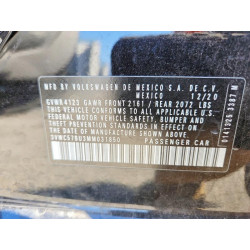 MFD BY VOLKSWAGEN DE MEXICO S.A. DE C.V.
MEXICO 12/20
GVWR 4123 GAWR FRONT 2161 / REAR 2072 LBS
THIS VEHICLE CONFORMS TO ALL APPLICABLE
FEDERAL MOTOR VEHICLE SAFETY, BUMPER, AND
THEFT PREVENTION STANDARDS IN EFFECT ON THE
DATE OF MANUFACTURE SHOWN ABOVE.
PASSENGER CAR